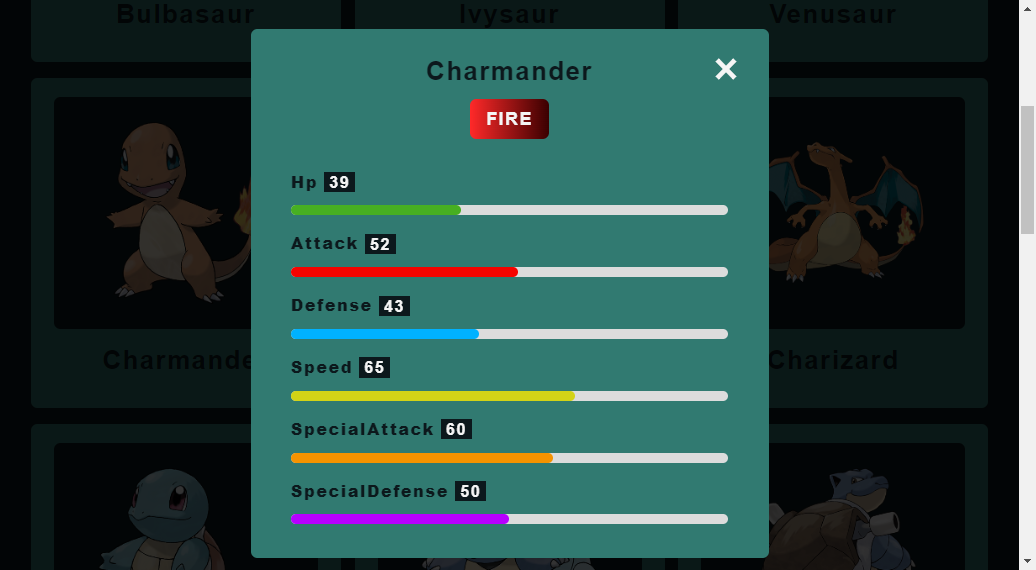 Bulbasaur Ivysaur Venusaur
Charmander ×
FIRE
Hp 39
Attack 52
Defense 43
Charmande Charizard
Speed 65
SpecialAttack 60
SpecialDefense 50